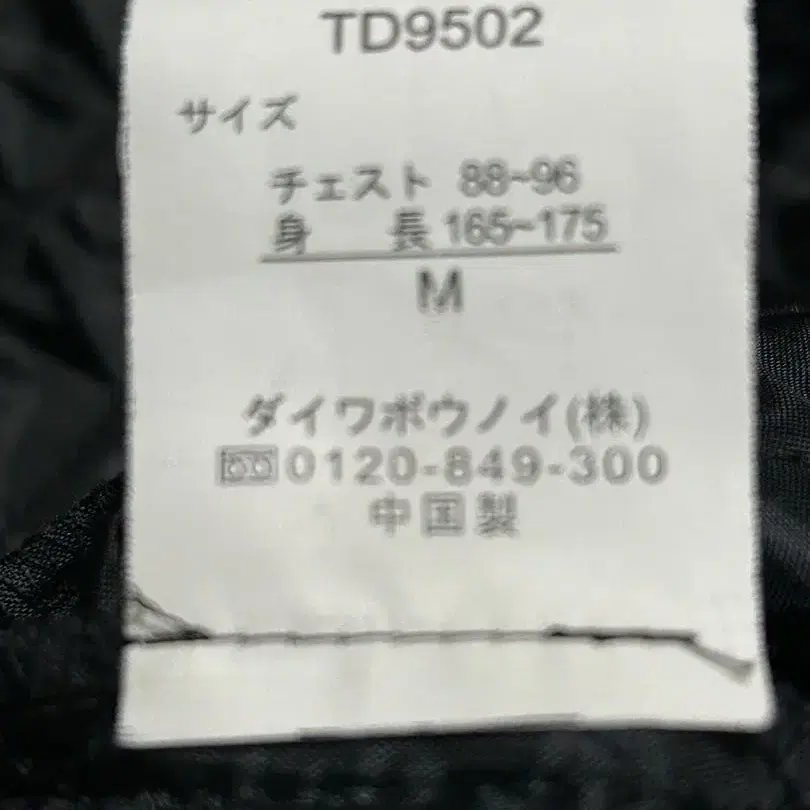 TD9502
サイズ
チェスト 88~96
身 長 165~175
M
ダイワボウノイ(株)
0120-849-300
中国製